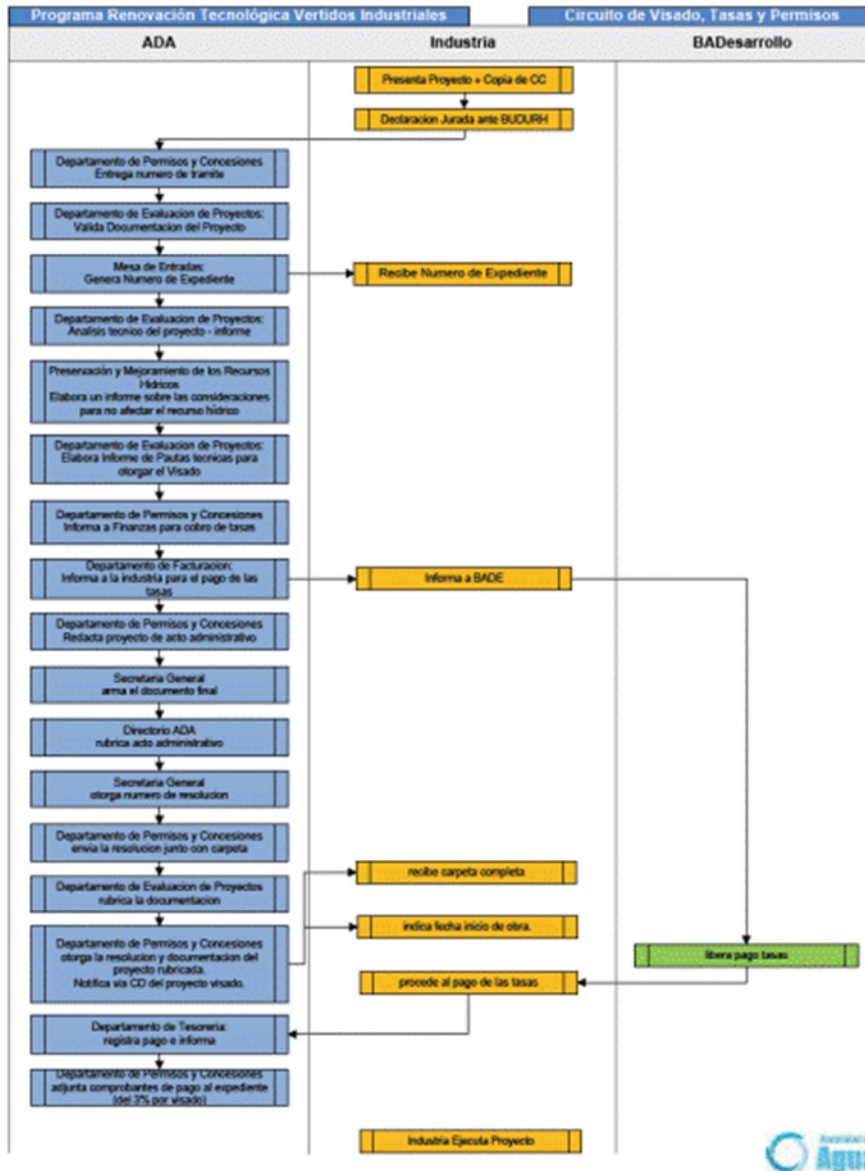 Programa Renovación Tecnológica Vertidos Industriales
Circuito de Visado, Tasas y Permisos
ADA
Industria
BADesarrollo
Presenta Proyecto + Copia de CC
Declaracion Jurada ante BUDURH
Departamento de Permisos y Concesiones
Entrega numero de tramite
Departamento de Evaluacion de Proyectos:
Valida Documentacion del Proyecto
Mesa de Entradas:
Genera Numero de Expediente
Recibe Numero de Expediente
Departamento de Evaluacion de Proyectos:
Analisis tecnico del proyecto - informe
Preservación y Mejoramiento de los Recursos
Hidricos
Elabora un informe sobre las consideraciones
para no afectar el recurso hídrico
Departamento de Evaluacion de Proyectos:
Elabora Informe de Pautas tecnicas para
otorgar el Visado
Departamento de Permisos y Concesiones
Informa a Finanzas para cobro de tasas
Departamento de Facturacion:
Informa a la industria para el pago de las
tasas
Informa a BADE
Departamento de Permisos y Concesiones
Redacta proyecto de acto administrativo
Secretaria General
arma el documento final
Directorio ADA
rubrica acto administrativo
Secretaria General
otorga numero de resolucion
Departamento de Permisos y Concesiones
envia la resolucion junto con carpeta
recibe carpeta completa
Departamento de Evaluacion de Proyectos
rubrica la documentacion
indica fecha inicio de obra.
Departamento de Permisos y Concesiones
otorga la resolucion y documentacion del
proyecto rubricada.
Notifica via CD del proyecto visado.
libera pago tasas
procede al pago de las tasas
Departamento de Tesoreria:
registra pago e informa
Departamento de Permisos y Concesiones
adjunta comprobantes de pago al expediente
(del 3% por visado)
Industria Ejecuta Proyecto
Agu